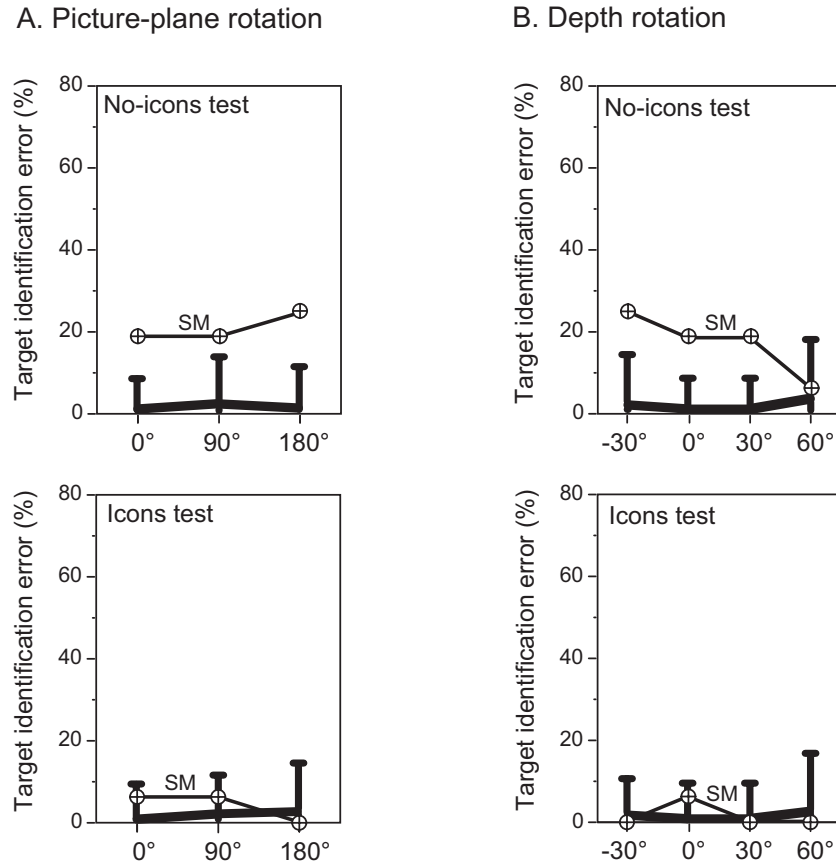 A. Picture-plane rotation
B. Depth rotation
Target identification error (%)
80
60
40
20
0
No-icons test
SM
0° 90° 180°
Target identification error (%)
80
60
40
20
0
No-icons test
SM
-30° 0° 30° 60°
Target identification error (%)
80
60
40
20
0
Icons test
SM
0° 90° 180°
Target identification error (%)
80
60
40
20
0
Icons test
SM
-30° 0° 30° 60°